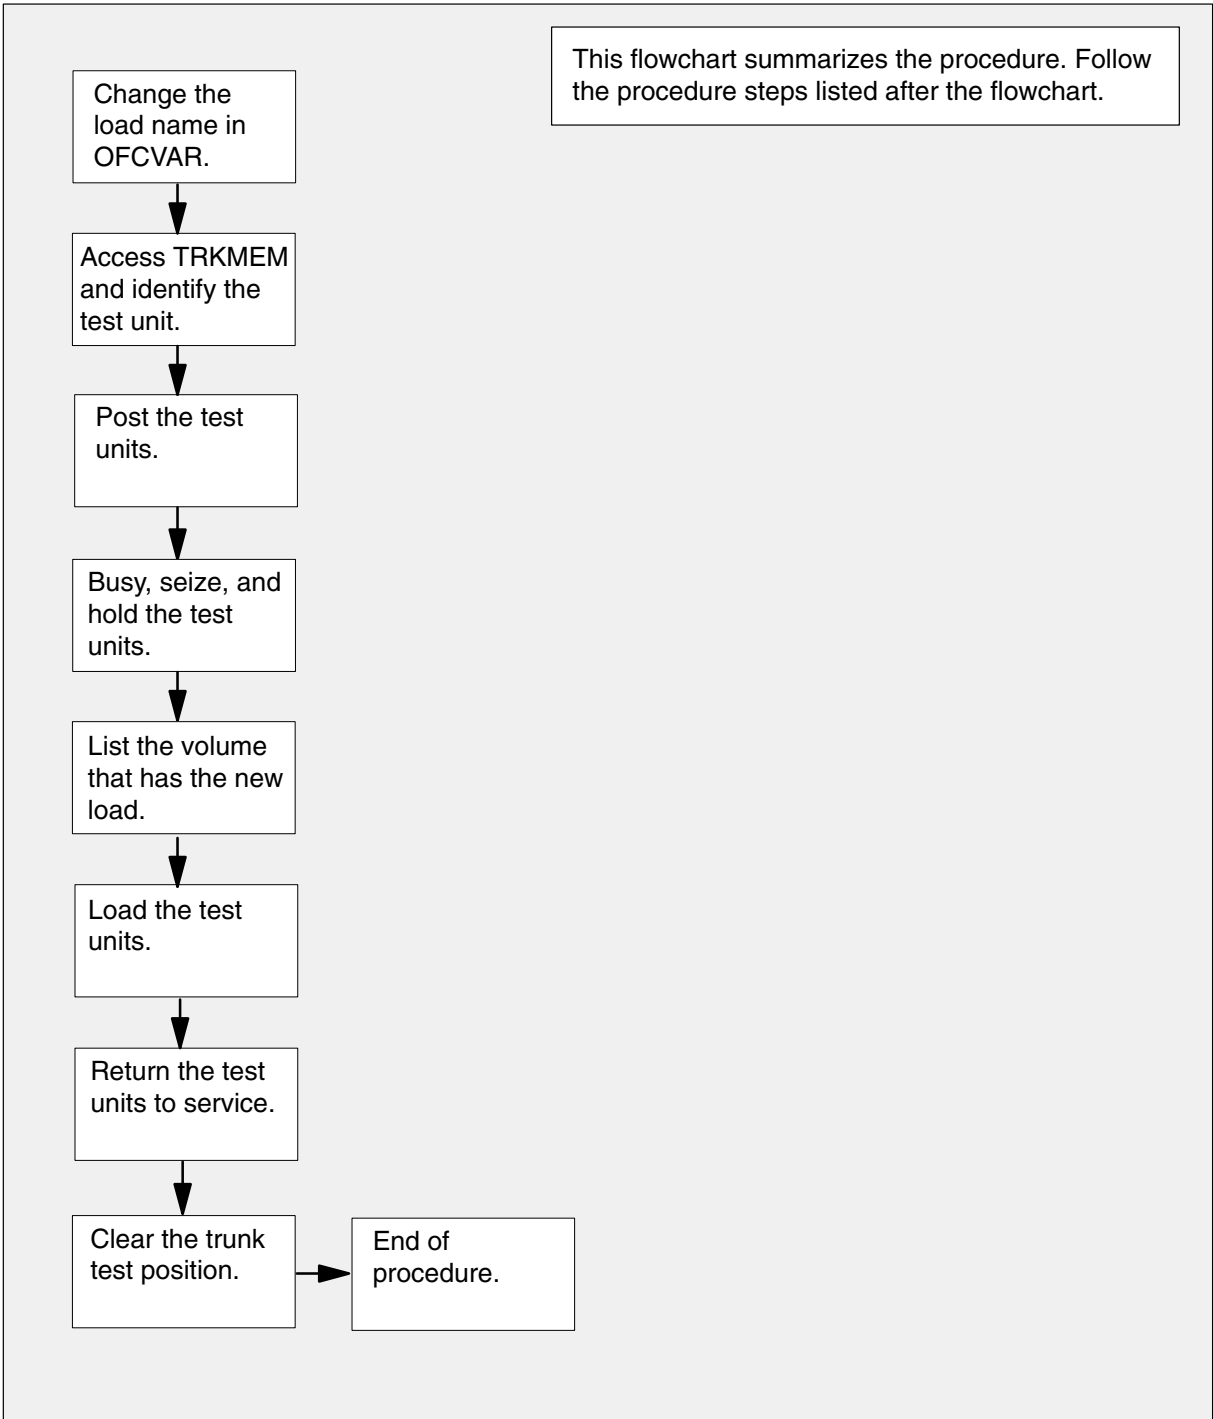 This flowchart summarizes the procedure. Follow
the procedure steps listed after the flowchart.
Change the
load name in
OFCVAR.
Access TRKMEM
and identify the
test unit.
Post the test
units.
Busy, seize, and
hold the test
units.
List the volume
that has the new
load.
Load the test
units.
Return the test
units to service.
Clear the trunk
test position.
End of
procedure.